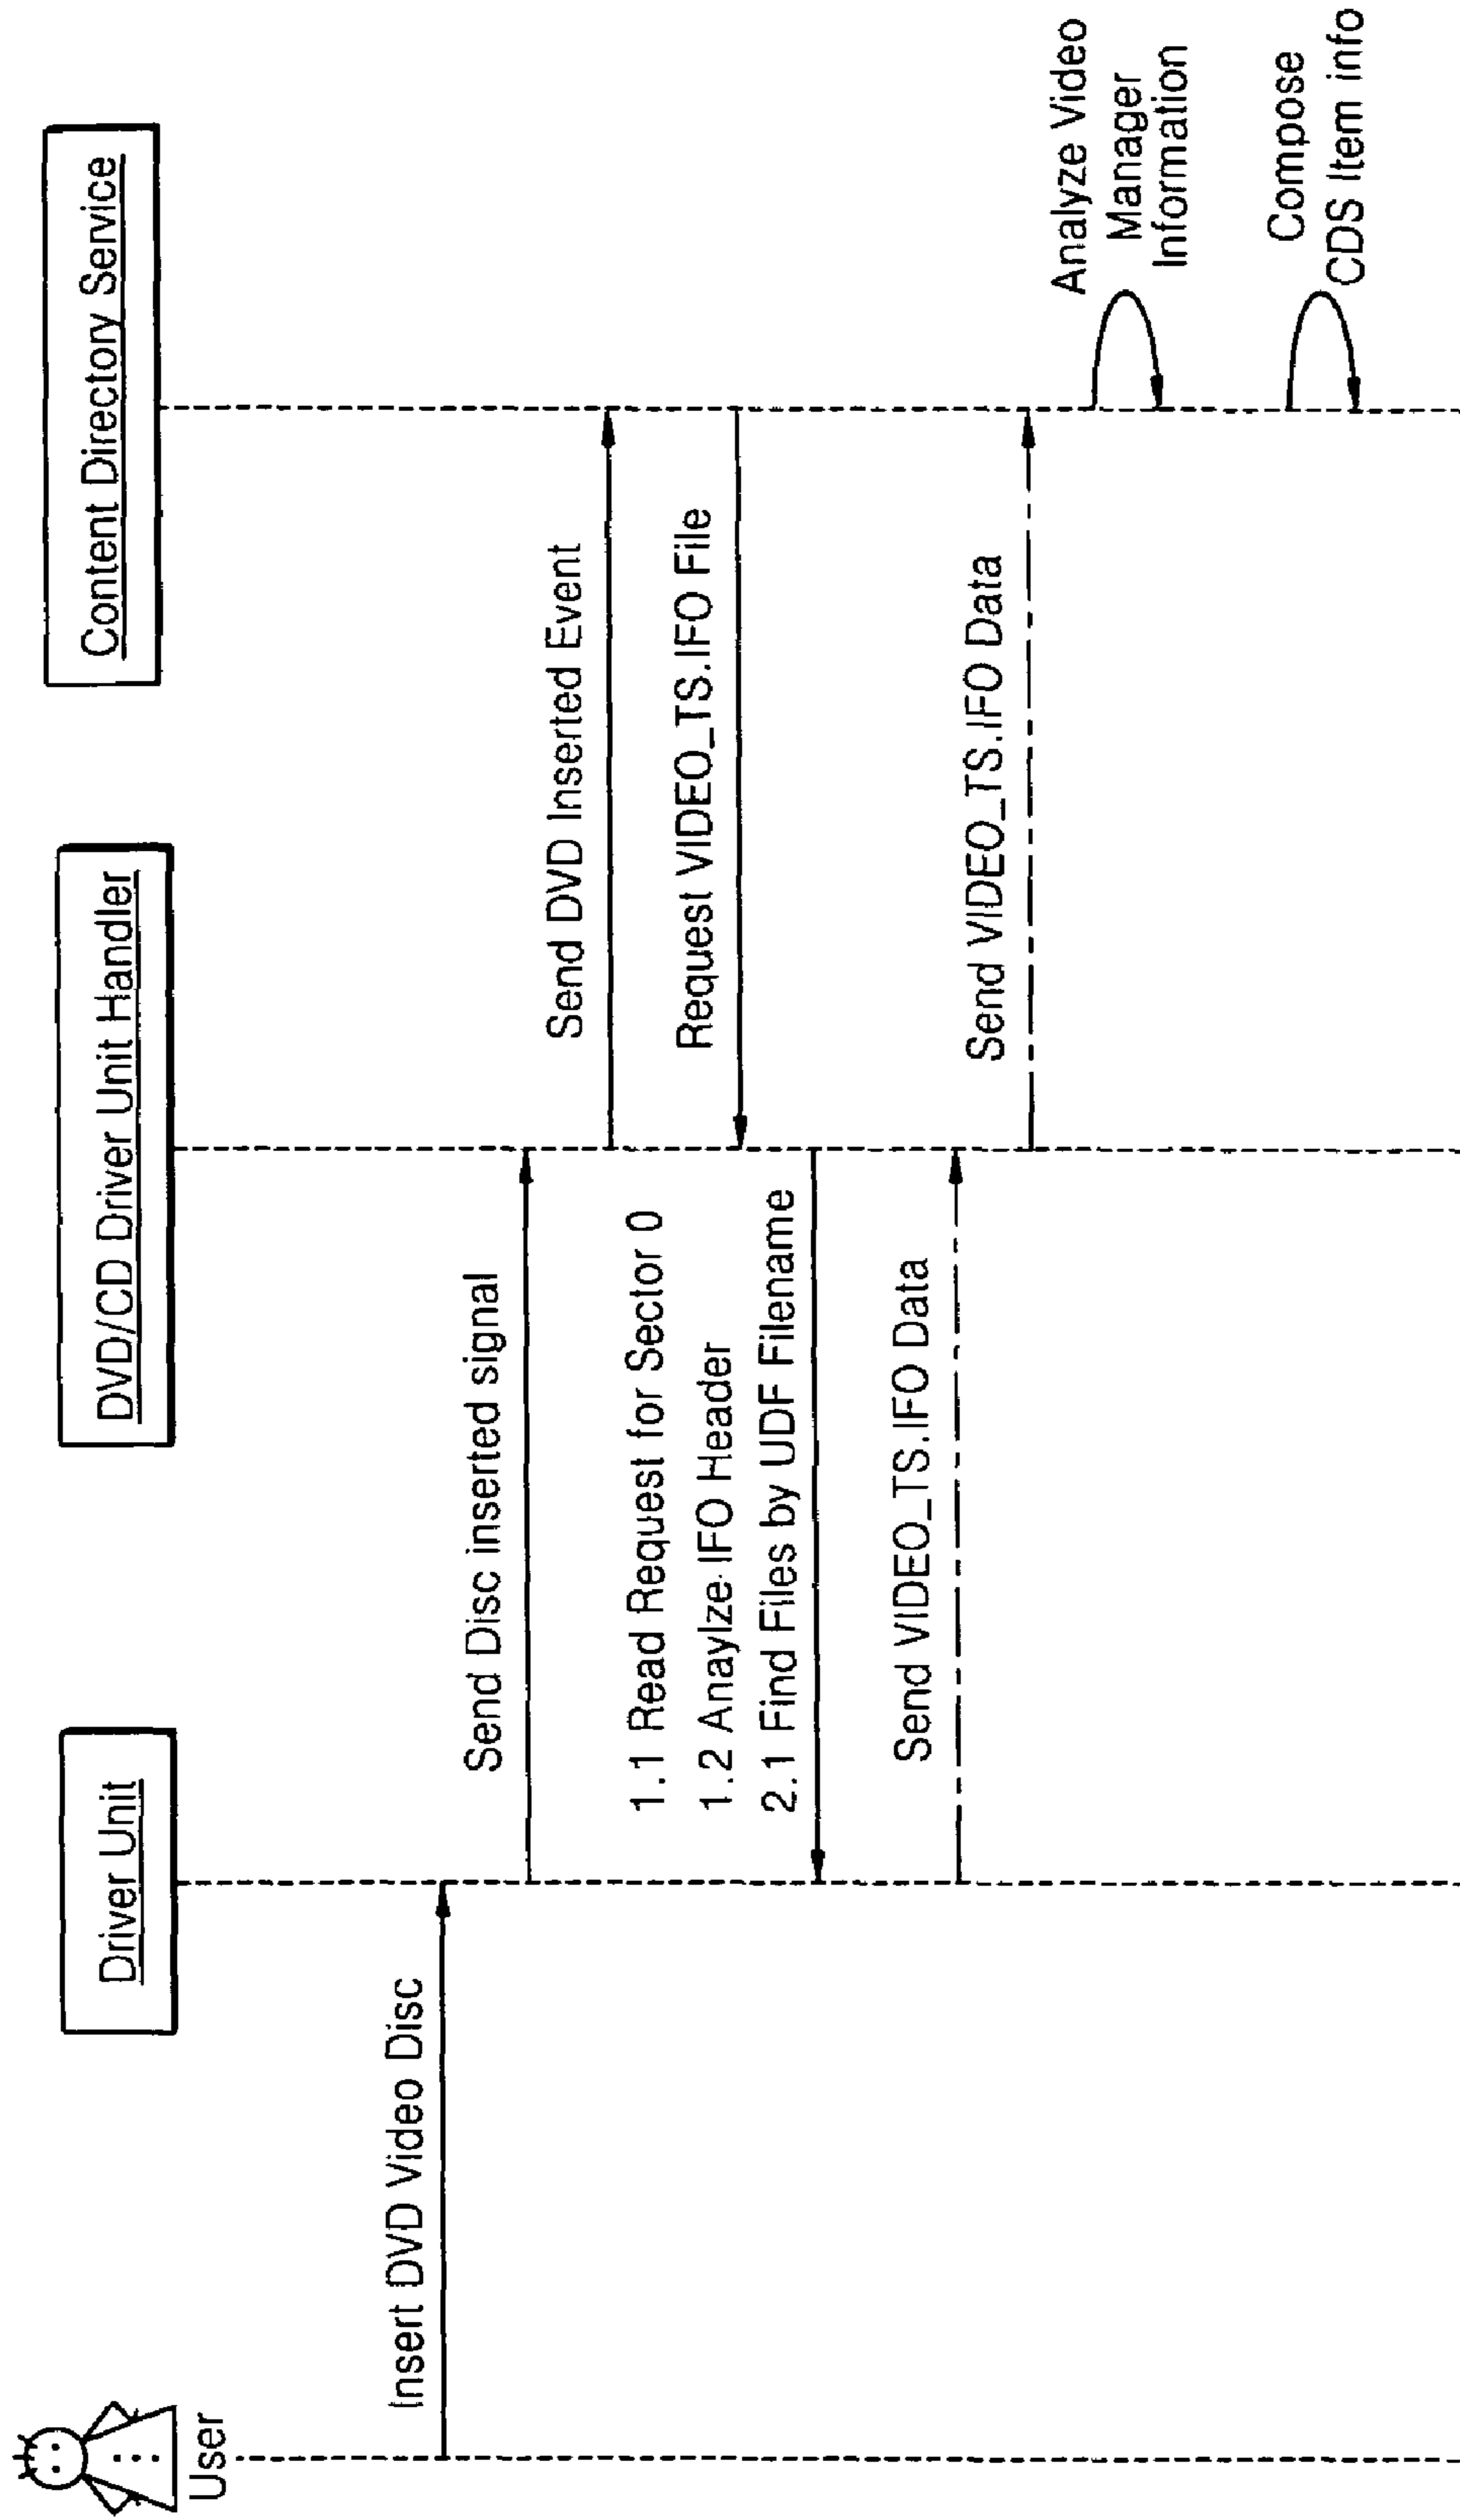 User
Driver Unit
DVD/CD Driver Unit Handler
Content Directory Service
Insert DVD Video Disc
Send Disc inserted signal
Send DVD Inserted Event
1.1 Read Request for Sector 0
Request VIDEO_TS.IFO File
1.2 Anaylze IFO Header
2.1 Find Files by UDF Filename
Send VIDEO_TS.IFO Data
Send VIDEO_TS.IFO Data
Analyze Video
Manager
Information
Compose
CDS Item info